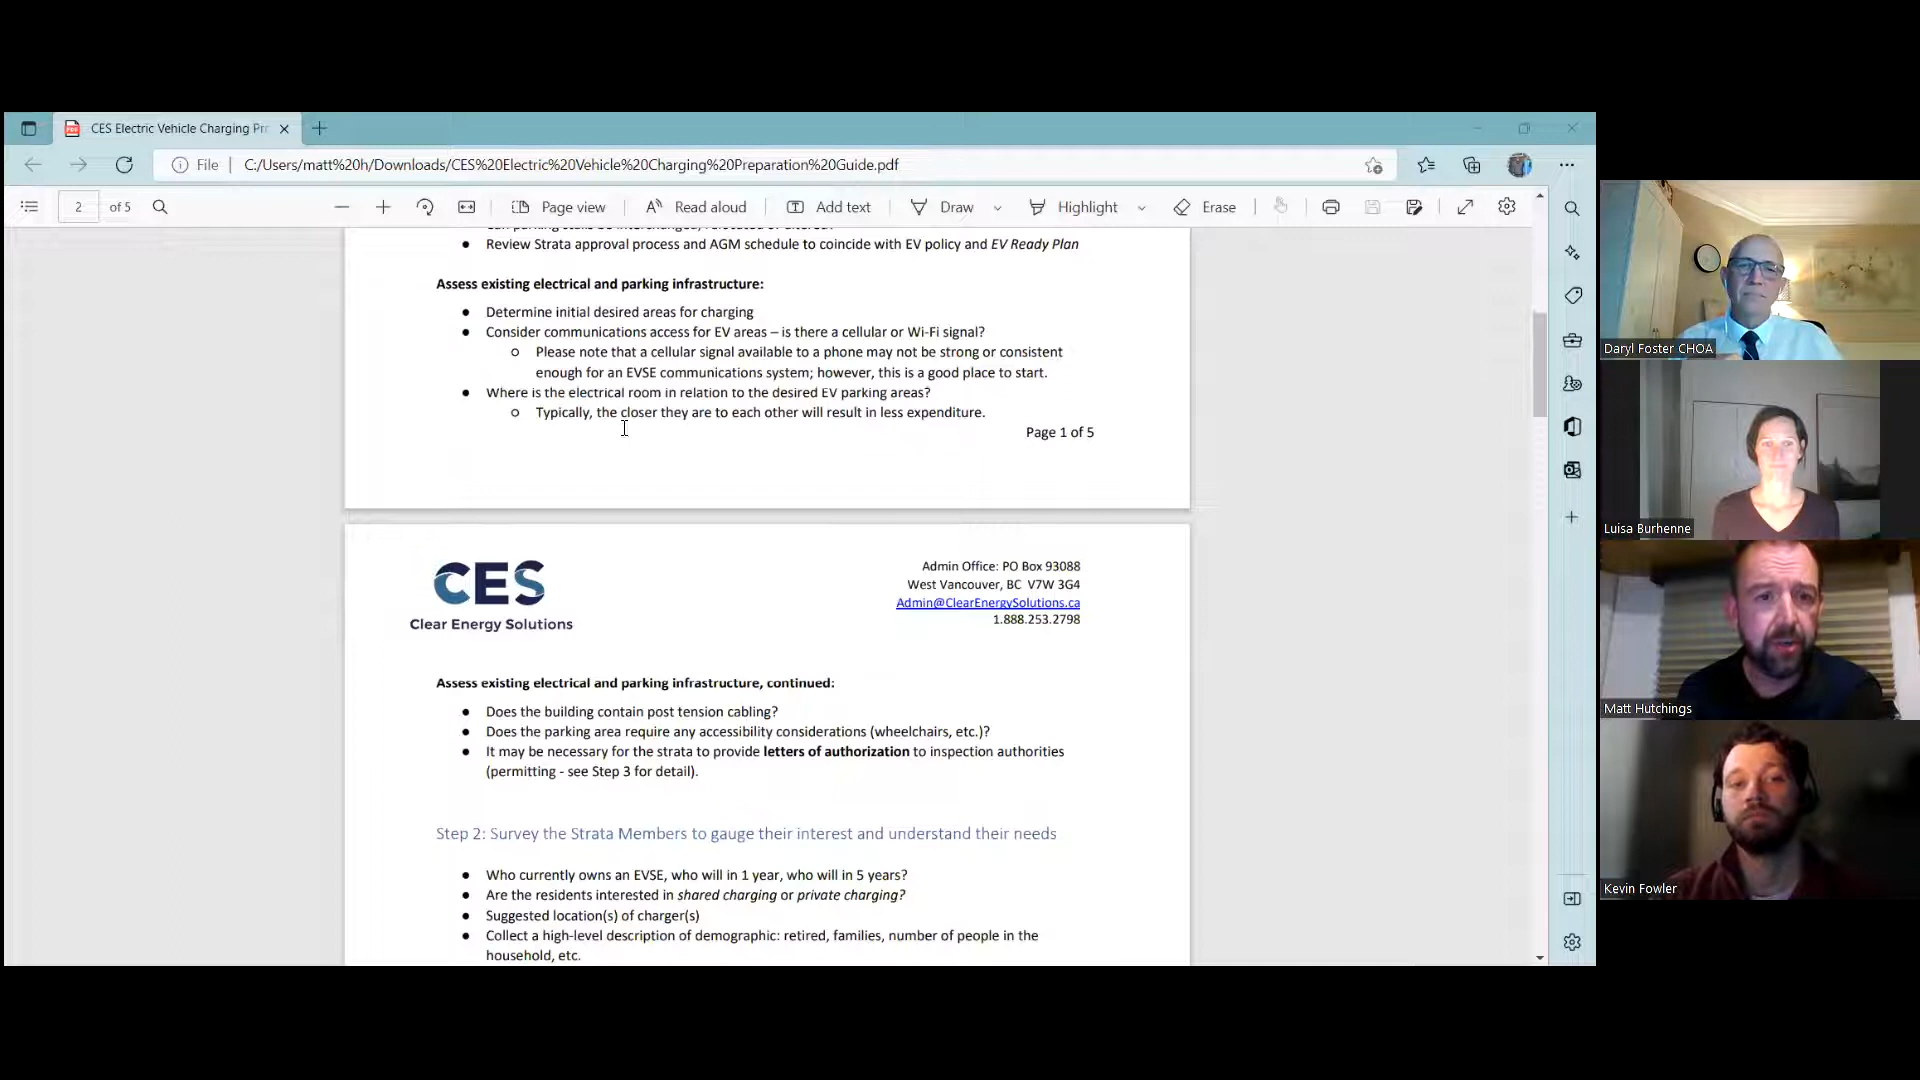 CES Electric Vehicle Charging Pr
File
C:/Users/matt%20h/Downloads/CES%20Electric%20Vehicle%20Charging%20Preparation%20Guide.pdf
2 of 5
Page view
Read aloud
Add text
Draw
Highlight
Erase
can parking stalls be interchanged, relocated or altered?
● Review Strata approval process and AGM schedule to coincide with EV policy and EV Ready Plan
Assess existing electrical and parking infrastructure:
● Determine initial desired areas for charging
● Consider communications access for EV areas – is there a cellular or Wi-Fi signal?
o Please note that a cellular signal available to a phone may not be strong or consistent
enough for an EVSE communications system; however, this is a good place to start.
● Where is the electrical room in relation to the desired EV parking areas?
o Typically, the closer they are to each other will result in less expenditure.
Page 1 of 5
CES
Clear Energy Solutions
Admin Office: PO Box 93088
West Vancouver, BC V7W 3G4
Admin@ClearEnergySolutions.ca
1.888.253.2798
Assess existing electrical and parking infrastructure, continued:
● Does the building contain post tension cabling?
● Does the parking area require any accessibility considerations (wheelchairs, etc.)?
● It may be necessary for the strata to provide letters of authorization to inspection authorities
(permitting - see Step 3 for detail).
Step 2: Survey the Strata Members to gauge their interest and understand their needs
● Who currently owns an EVSE, who will in 1 year, who will in 5 years?
● Are the residents interested in shared charging or private charging?
● Suggested location(s) of charger(s)
● Collect a high-level description of demographic: retired, families, number of people in the
household, etc.
Daryl Foster CHOA
Luisa Burhenne
Matt Hutchings
Kevin Fowler